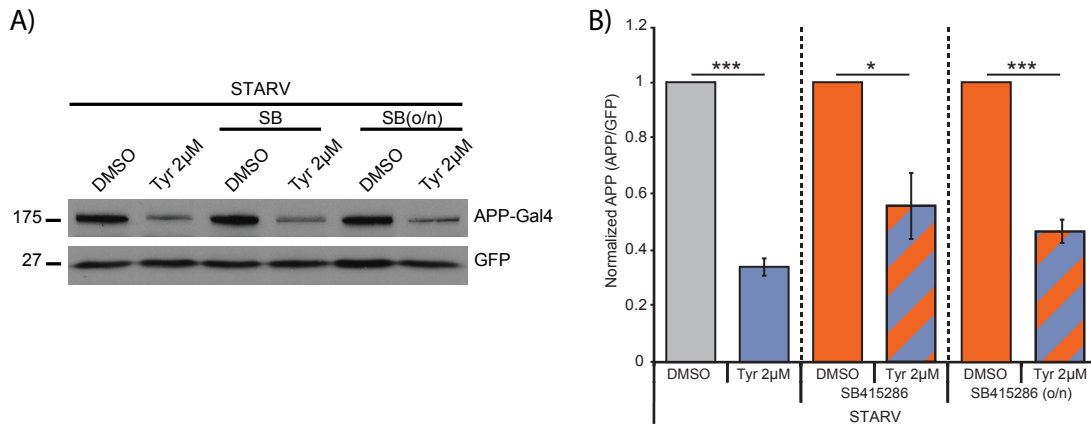 A)
STARV
SB SB(o/n)
DMSO Tyr 2µM DMSO Tyr 2µM DMSO Tyr 2µM
175 APP-Gal4
27 GFP
B)
Normalized APP (APP/GFP)
1.2
1
0.8
0.6
0.4
0.2
0
*** * ***
DMSO Tyr 2µM DMSO Tyr 2µM DMSO Tyr 2µM
SB415286 SB415286 (o/n)
STARV